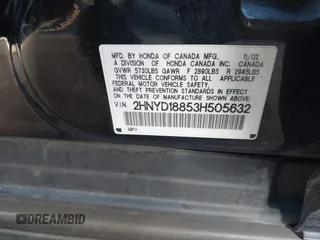 MFD. BY HONDA OF CANADA MFG., 11/02
A DIVISION OF HONDA CANADA INC. CANADA
GVWR 5730LBS GAWR F 2890LBS R 2945LBS
THIS VEHICLE CONFORMS TO ALL APPLICABLE
FEDERAL MOTOR VEHICLE SAFETY
AND THEFT PREVENTION STANDARDS IN EFFECT
ON THE DATE OF MANUFACTURE SHOWN ABOVE.
V.I.N. 2HNYD18853H505632
MPV
DREAMBID